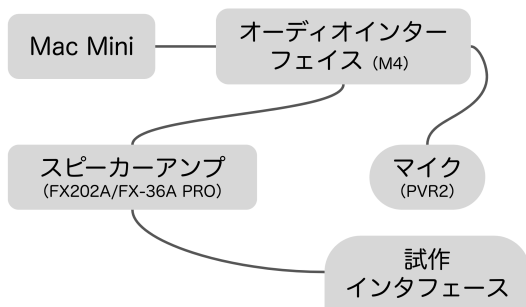 Mac Mini
オーディオインター
フェイス（M4）
スピーカーアンプ
（FX202A/FX-36A PRO）
マイク
（PVR2）
試作
インタフェース